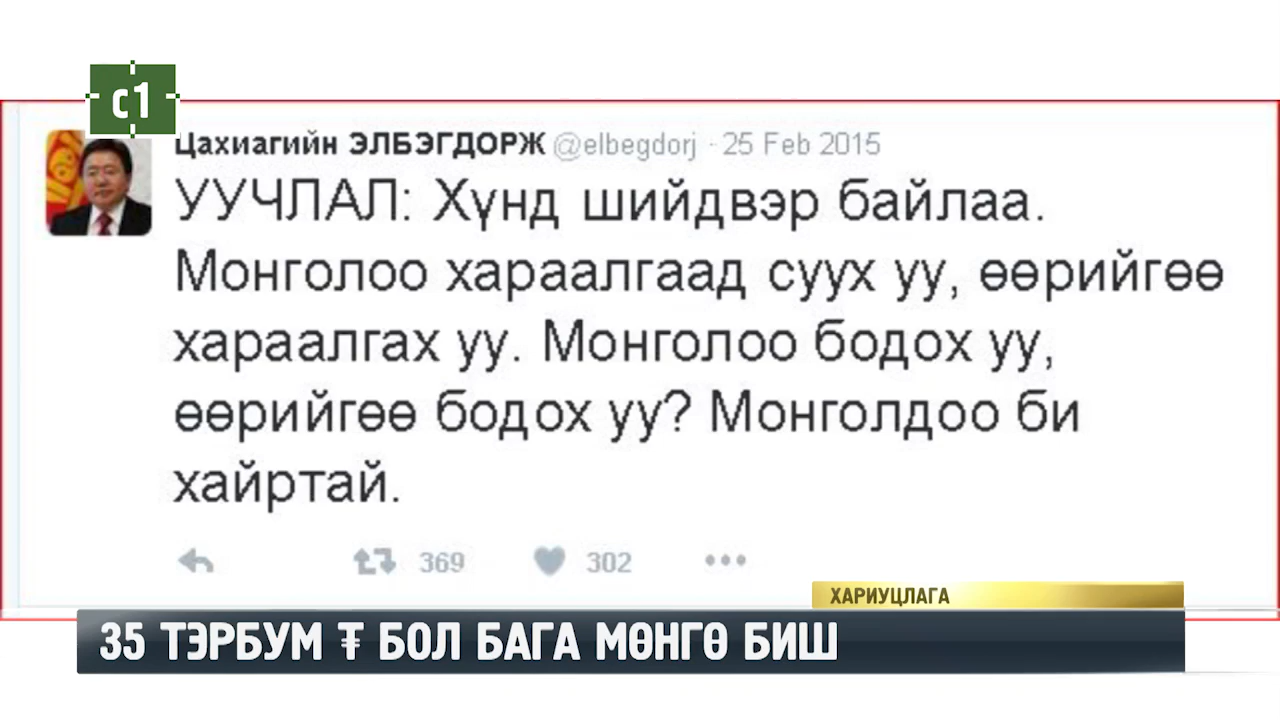 c1
Цахиагийн ЭЛБЭГДОРЖ @elbegdorj · 25 Feb 2015
УУЧЛАЛ: Хүнд шийдвэр байлаа.
Монголоо хараалгаад суух уу, өөрийгөө
хараалгах уу. Монголоо бодох уу,
өөрийгөө бодох уу? Монголдоо би
хайртай.
369 302
ХАРИУЦЛАГА
35 ТЭРБУМ ₮ БОЛ БАГА МӨНГӨ БИШ